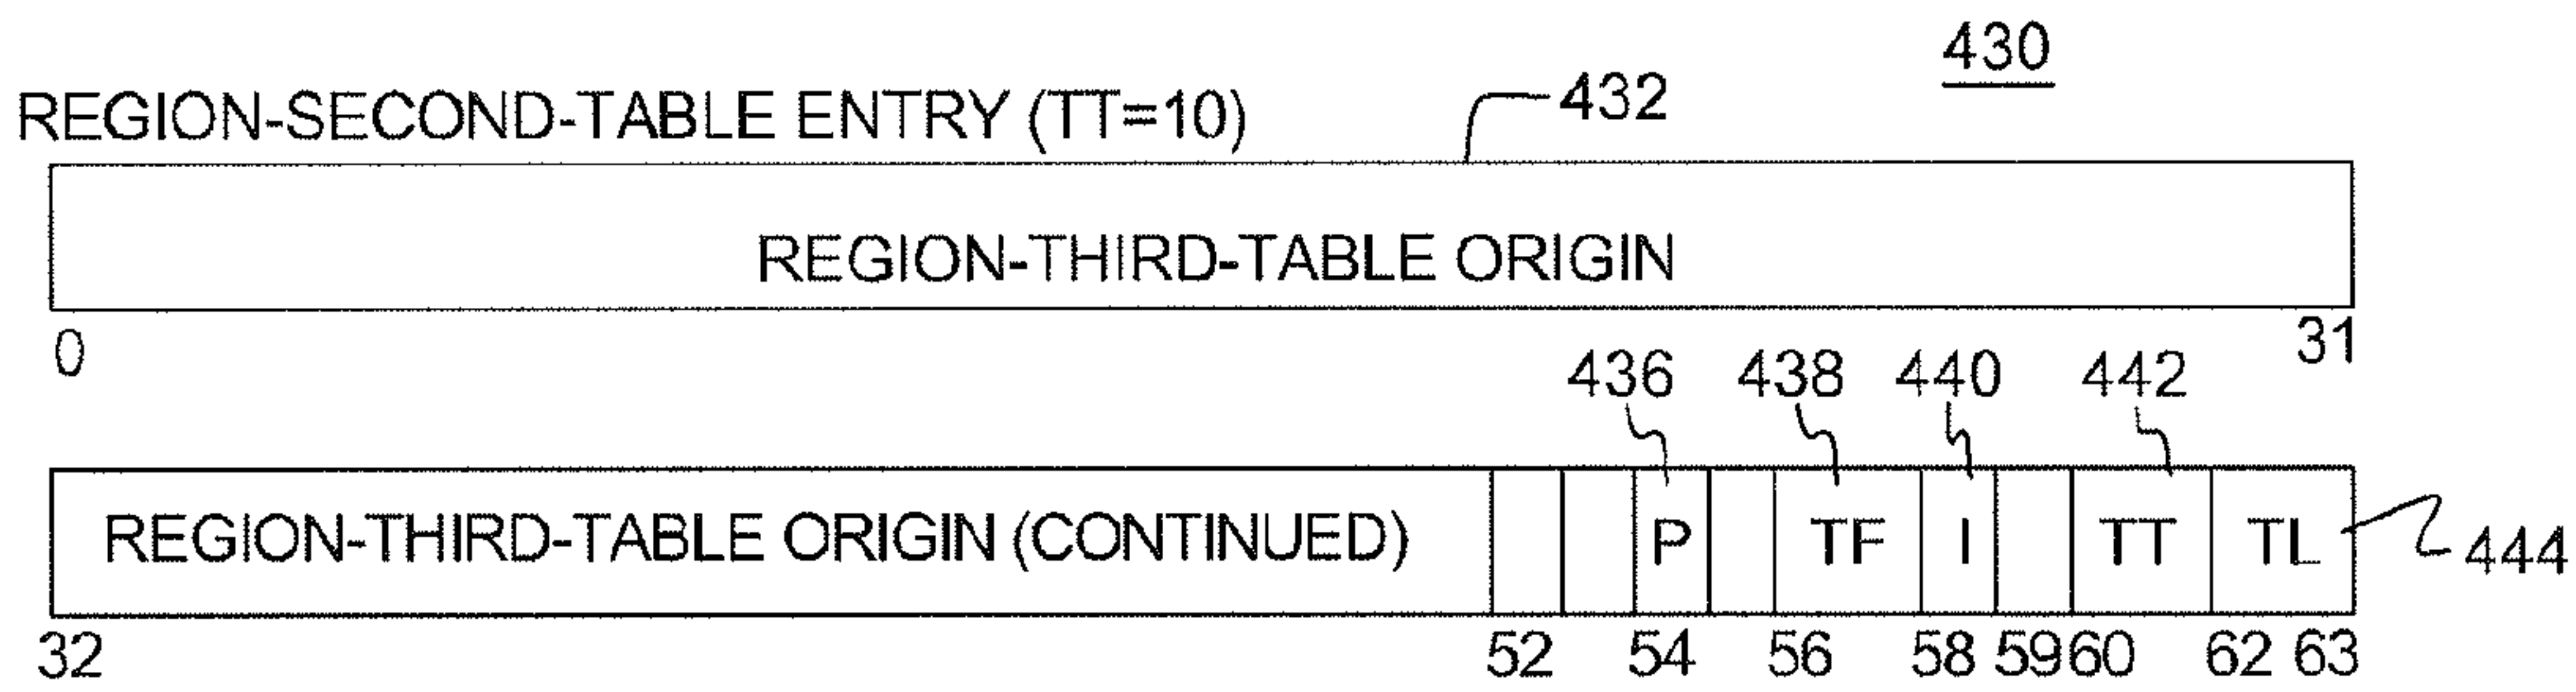 430
REGION-SECOND-TABLE ENTRY (TT=10)
432
REGION-THIRD-TABLE ORIGIN
0 31
436 438 440 442
REGION-THIRD-TABLE ORIGIN (CONTINUED) P TF I TT TL
444
32 52 54 56 58 59 60 62 63